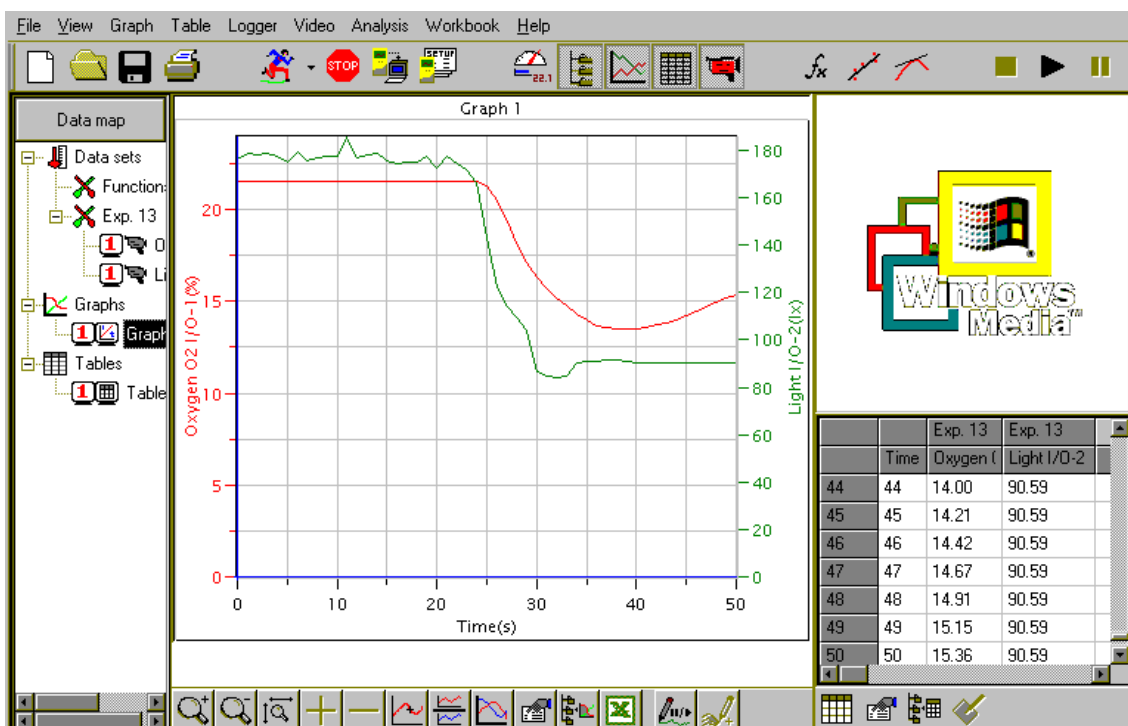 File View Graph Table Logger Video Analysis Workbook Help
STOP
SETUP
22.1
fx
Data map
Data sets
Function
Exp. 13
1 O
1 Li
Graphs
1 Graph
Tables
1 Table
Graph 1
20
15
10
5
0
Oxygen O2 I/O-1(%)
180
160
140
120
100
80
60
40
20
0
Light I/O-2(lx)
0 10 20 30 40 50
Time(s)
Windows
Media™
Exp. 13 Exp. 13
Time Oxygen ( Light I/O-2
44 44 14.00 90.59
45 45 14.21 90.59
46 46 14.42 90.59
47 47 14.67 90.59
48 48 14.91 90.59
49 49 15.15 90.59
50 50 15.36 90.59